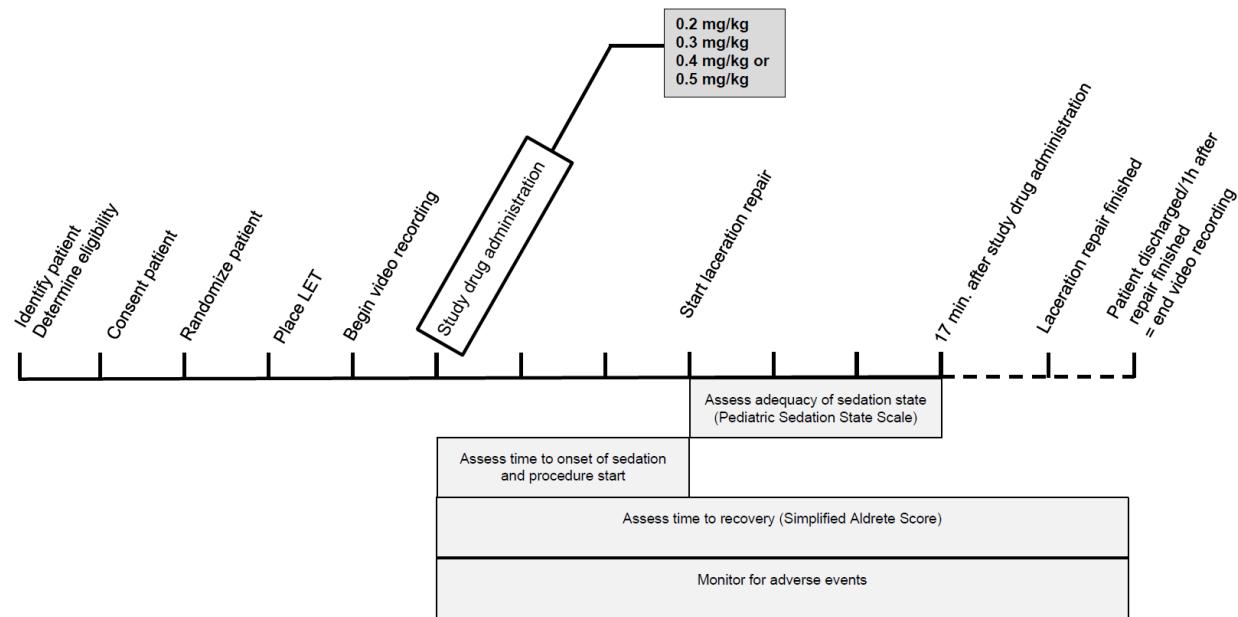 0.2 mg/kg
0.3 mg/kg
0.4 mg/kg or
0.5 mg/kg
Identify patient
Determine eligibility
Consent patient
Randomize patient
Place LET
Begin video recording
Study drug administration
Start laceration repair
17 min. after study drug administration
Laceration repair finished
Patient discharged/1h after
repair finished
= end video recording
Assess adequacy of sedation state
(Pediatric Sedation State Scale)
Assess time to onset of sedation
and procedure start
Assess time to recovery (Simplified Aldrete Score)
Monitor for adverse events